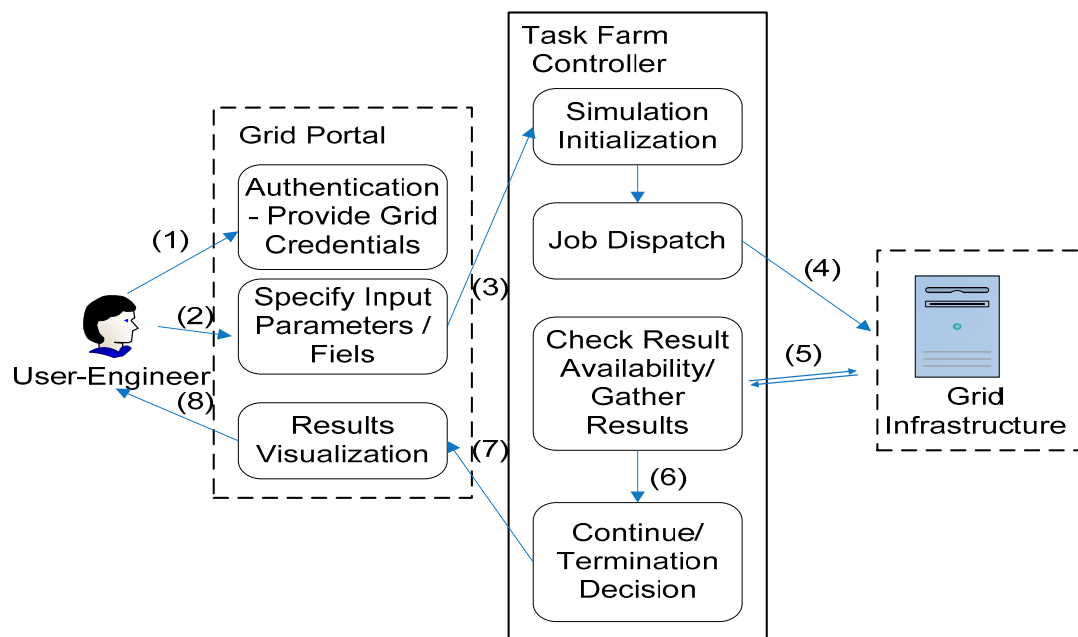 Task Farm
Controller
Simulation
Initialization
Grid Portal
Authentication
- Provide Grid
Credentials
(1)
Job Dispatch
(4)
(2)
Specify Input
Parameters /
Fiels
(3)
Check Result
Availability/
Gather
Results
(5)
User-Engineer
Grid
Infrastructure
(8)
Results
Visualization
(7)
(6)
Continue/
Termination
Decision